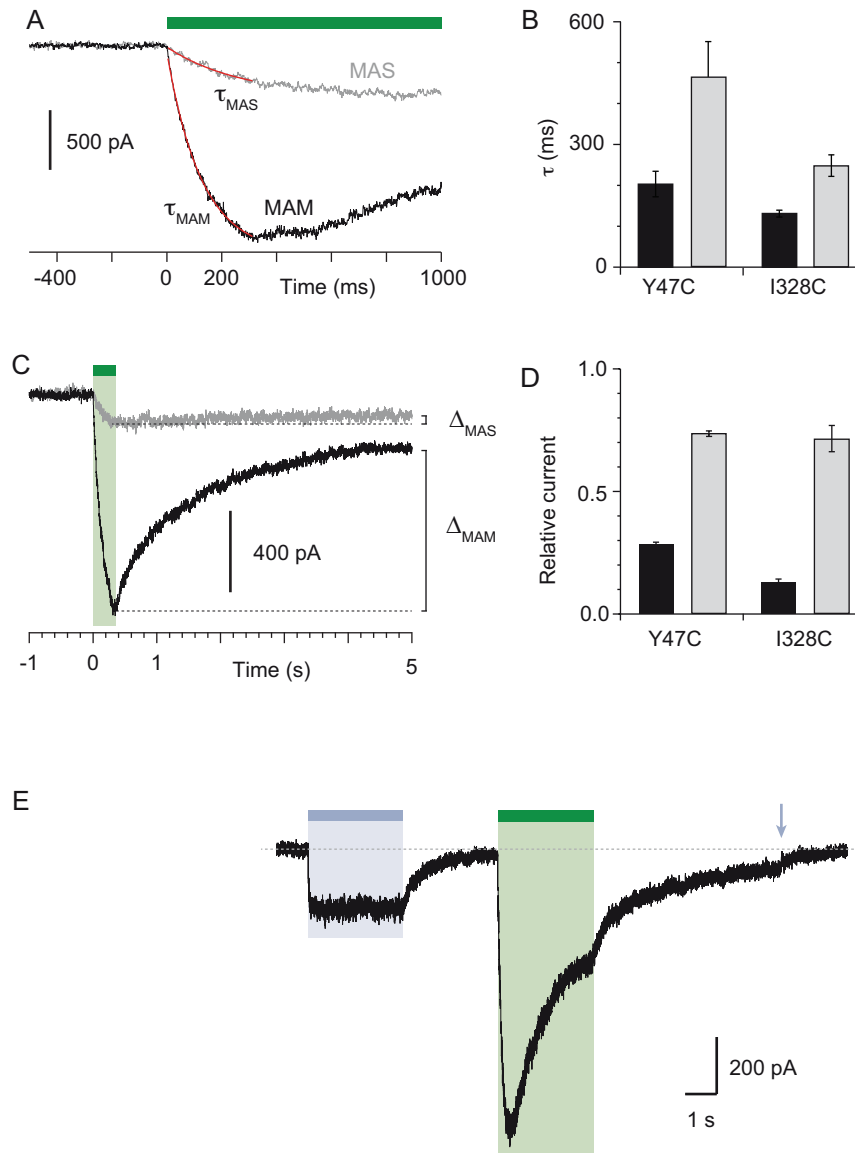 A
MAS
τMAS
500 pA
τMAM
MAM
-400
0
200
Time (ms)
1000
B
600
300
0
τ (ms)
Y47C
I328C
C
ΔMAS
ΔMAM
400 pA
-1
0
1
Time (s)
5
D
1.0
0.5
0.0
Relative current
Y47C
I328C
E
200 pA
1 s